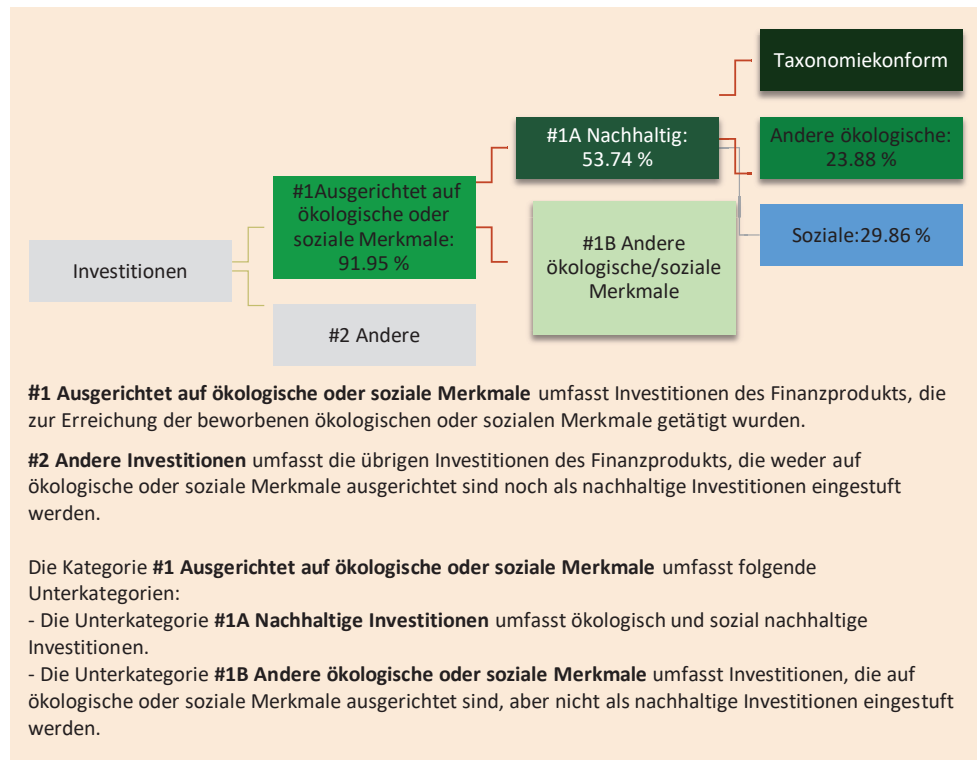 Taxonomiekonform
#1A Nachhaltig:
53.74 %
Andere ökologische:
23.88 %
#1Ausgerichtet auf
ökologische oder
soziale Merkmale:
91.95 %
#1B Andere
ökologische/soziale
Merkmale
Soziale:29.86 %
Investitionen
#2 Andere
#1 Ausgerichtet auf ökologische oder soziale Merkmale umfasst Investitionen des Finanzprodukts, die
zur Erreichung der beworbenen ökologischen oder sozialen Merkmale getätigt wurden.
#2 Andere Investitionen umfasst die übrigen Investitionen des Finanzprodukts, die weder auf
ökologische oder soziale Merkmale ausgerichtet sind noch als nachhaltige Investitionen eingestuft
werden.
Die Kategorie #1 Ausgerichtet auf ökologische oder soziale Merkmale umfasst folgende
Unterkategorien:
- Die Unterkategorie #1A Nachhaltige Investitionen umfasst ökologisch und sozial nachhaltige
Investitionen.
- Die Unterkategorie #1B Andere ökologische oder soziale Merkmale umfasst Investitionen, die auf
ökologische oder soziale Merkmale ausgerichtet sind, aber nicht als nachhaltige Investitionen eingestuft
werden.